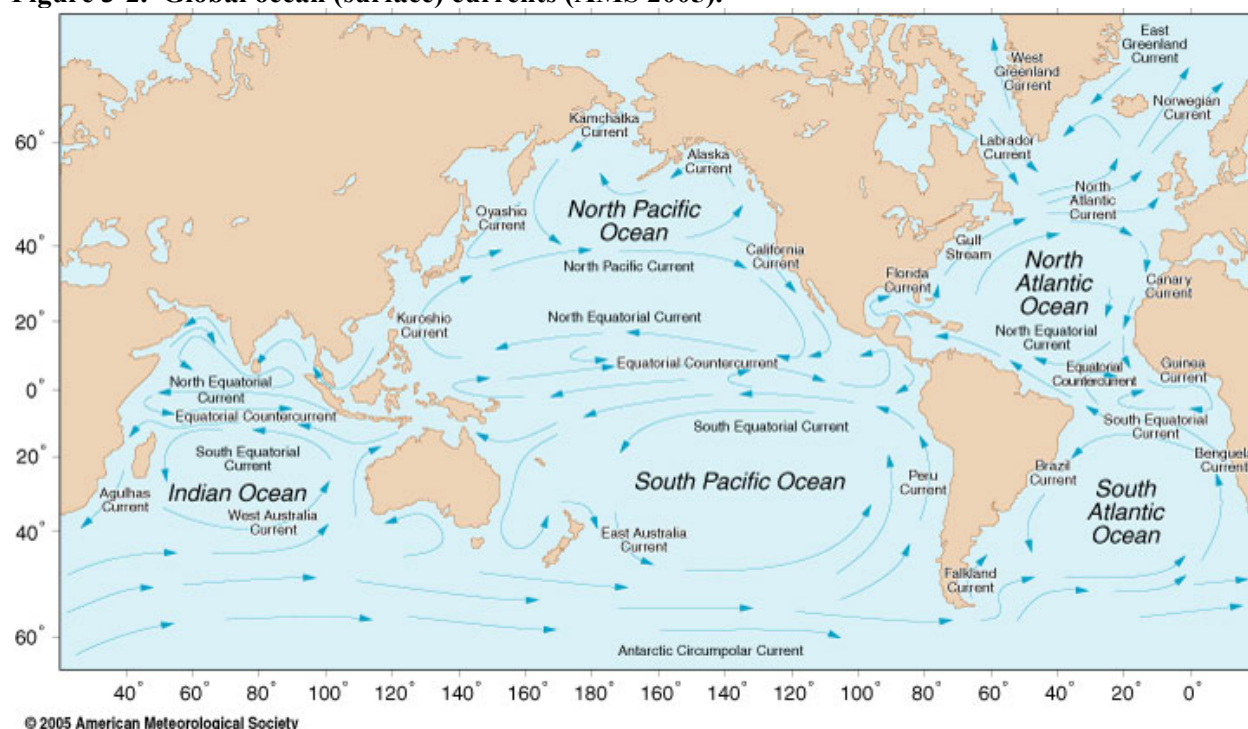 Figure 3-2. Global ocean (surface) currents (AMS 2005).
East
Greenland
Current
West
Greenland
Current
Norwegian
Current
Kamchatka
Current
Labrador
Current
Alaska
Current
North
Atlantic
Current
Oyashio
Current
North Pacific
Ocean
Gulf
Stream
California
Current
North Pacific Current
Florida
Current
North
Atlantic
Ocean
Canary
Current
Kuroshio
Current
North Equatorial Current
North Equatorial
Current
Equatorial Countercurrent
Equatorial
Countercurrent
Guinea
Current
North Equatorial
Current
Equatorial Countercurrent
South Equatorial Current
South Equatorial
Current
South Equatorial
Current
Benguela
Current
Brazil
Current
Peru
Current
Indian Ocean
South Pacific Ocean
South
Atlantic
Ocean
Agulhas
Current
West Australia
Current
East Australia
Current
Falkland
Current
Antarctic Circumpolar Current
60°
40°
20°
0°
20°
40°
60°
40° 60° 80° 100° 120° 140° 160° 180° 160° 140° 120° 100° 80° 60° 40° 20° 0°
© 2005 American Meteorological Society